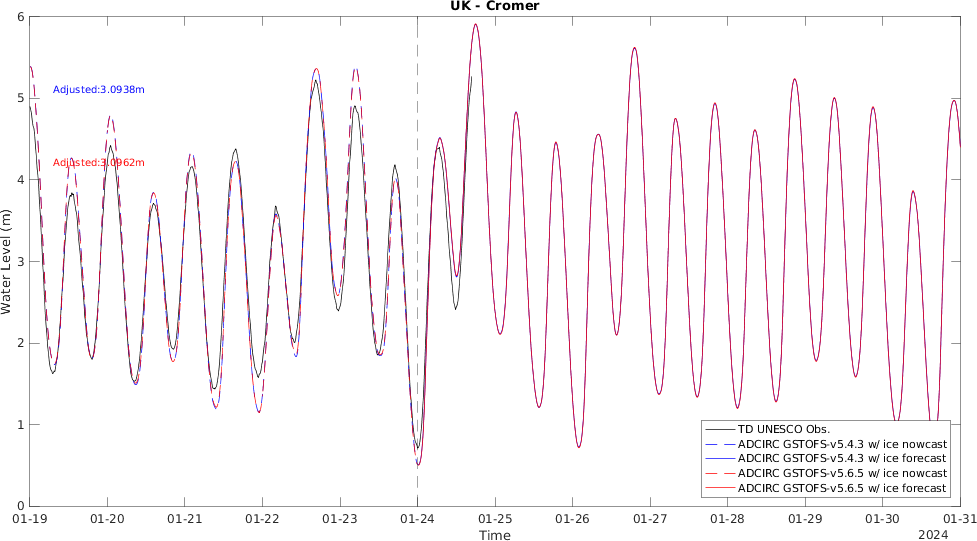 UK - Cromer
6
5
4
3
2
1
0
Water Level (m)
Adjusted:3.0938m
Adjusted:3.0962m
TD UNESCO Obs.
ADCIRC GSTOFS-v5.4.3 w/ ice nowcast
ADCIRC GSTOFS-v5.4.3 w/ ice forecast
ADCIRC GSTOFS-v5.6.5 w/ ice nowcast
ADCIRC GSTOFS-v5.6.5 w/ ice forecast
01-19 01-20 01-21 01-22 01-23 01-24 01-25 01-26 01-27 01-28 01-29 01-30 01-31
Time
2024